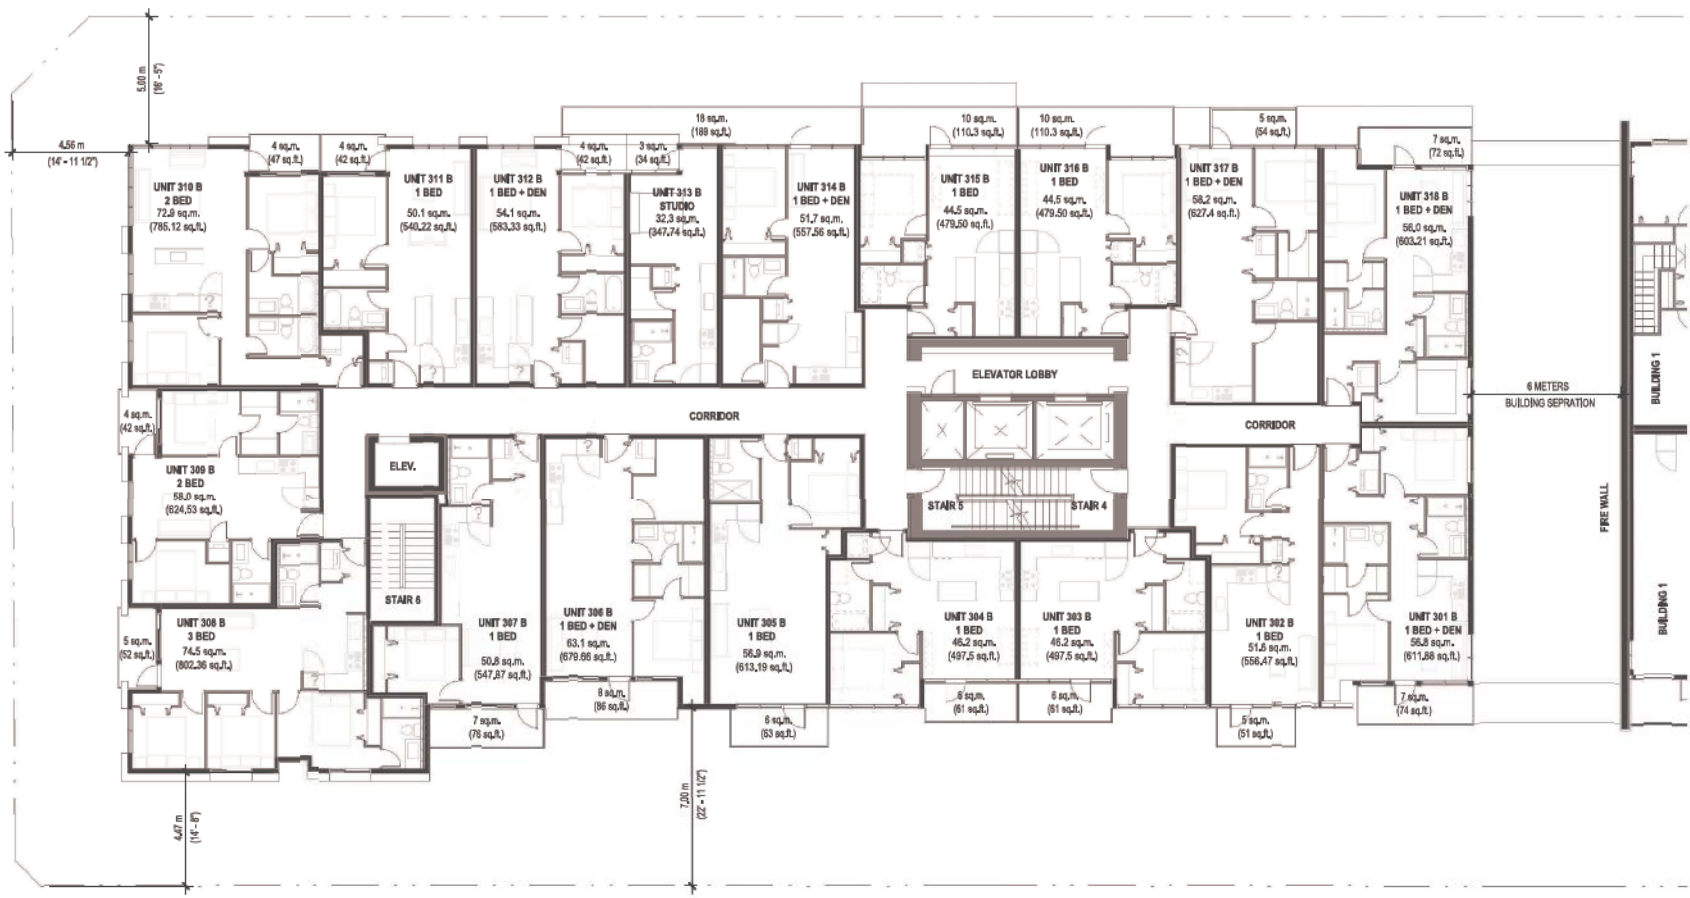 5.00 m
(16' - 5")
4.56 m
(14' - 11 1/2")
18 sq.m.
(189 sq.ft.)
10 sq.m.
(110.3 sq.ft.)
10 sq.m.
(110.3 sq.ft.)
5 sq.m.
(54 sq.ft.)
7 sq.m.
(72 sq.ft.)
4 sq.m.
(47 sq.ft.)
4 sq.m.
(42 sq.ft.)
4 sq.m.
(42 sq.ft.)
3 sq.m.
(34 sq.ft.)
UNIT 310 B
2 BED
72.9 sq.m.
(785.12 sq.ft.)
UNIT 311 B
1 BED
50.1 sq.m.
(540.22 sq.ft.)
UNIT 312 B
1 BED + DEN
54.1 sq.m.
(583.33 sq.ft.)
UNIT 313 B
STUDIO
32.3 sq.m.
(347.74 sq.ft.)
UNIT 314 B
1 BED + DEN
51.7 sq.m.
(557.56 sq.ft.)
UNIT 315 B
1 BED
44.5 sq.m.
(479.50 sq.ft.)
UNIT 316 B
1 BED
44.5 sq.m.
(479.50 sq.ft.)
UNIT 317 B
1 BED + DEN
58.2 sq.m.
(627.4 sq.ft.)
UNIT 318 B
1 BED + DEN
56.0 sq.m.
(603.21 sq.ft.)
?
?
?
?
ELEVATOR LOBBY
CORRIDOR
CORRIDOR
6 METERS
BUILDING SEPRATION
BUILDING 1
FIRE WALL
BUILDING 1
4 sq.m.
(42 sq.ft.)
ELEV.
UNIT 309 B
2 BED
58.0 sq.m.
(624.53 sq.ft.)
?
?
?
?
STAIR 5
STAIR 4
STAIR 6
5 sq.m.
(52 sq.ft.)
UNIT 308 B
3 BED
74.5 sq.m.
(802.36 sq.ft.)
?
UNIT 307 B
1 BED
50.8 sq.m.
(547.87 sq.ft.)
UNIT 306 B
1 BED + DEN
63.1 sq.m.
(679.66 sq.ft.)
UNIT 305 B
1 BED
56.9 sq.m.
(613.19 sq.ft.)
UNIT 304 B
1 BED
46.2 sq.m.
(497.5 sq.ft.)
UNIT 303 B
1 BED
46.2 sq.m.
(497.5 sq.ft.)
UNIT 302 B
1 BED
(556.47 sq.ft.)
UNIT 301 B
1 BED + DEN
56.8 sq.m.
(611.88 sq.ft.)
7 sq.m.
(76 sq.ft.)
8 sq.m.
(86 sq.ft.)
6 sq.m.
(63 sq.ft.)
6 sq.m.
(61 sq.ft.)
6 sq.m.
(61 sq.ft.)
5 sq.m.
(51 sq.ft.)
7 sq.m.
(74 sq.ft.)
4.47 m
(14' - 8")
7.00 m
(22' - 11 1/2")